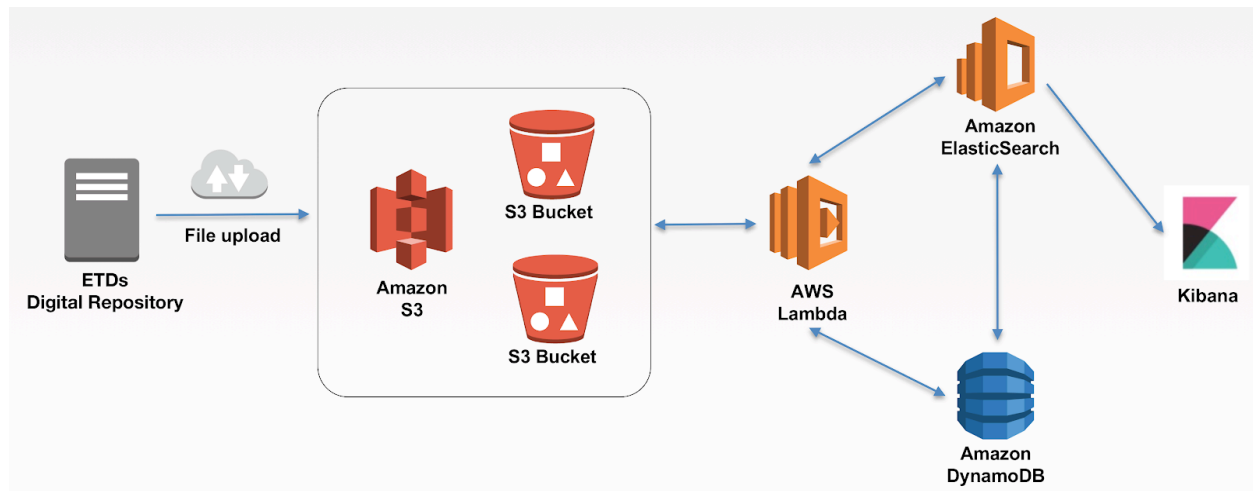 ETDs
Digital Repository
File upload
Amazon
S3
S3 Bucket
S3 Bucket
AWS
Lambda
Amazon
ElasticSearch
Amazon
DynamoDB
Kibana